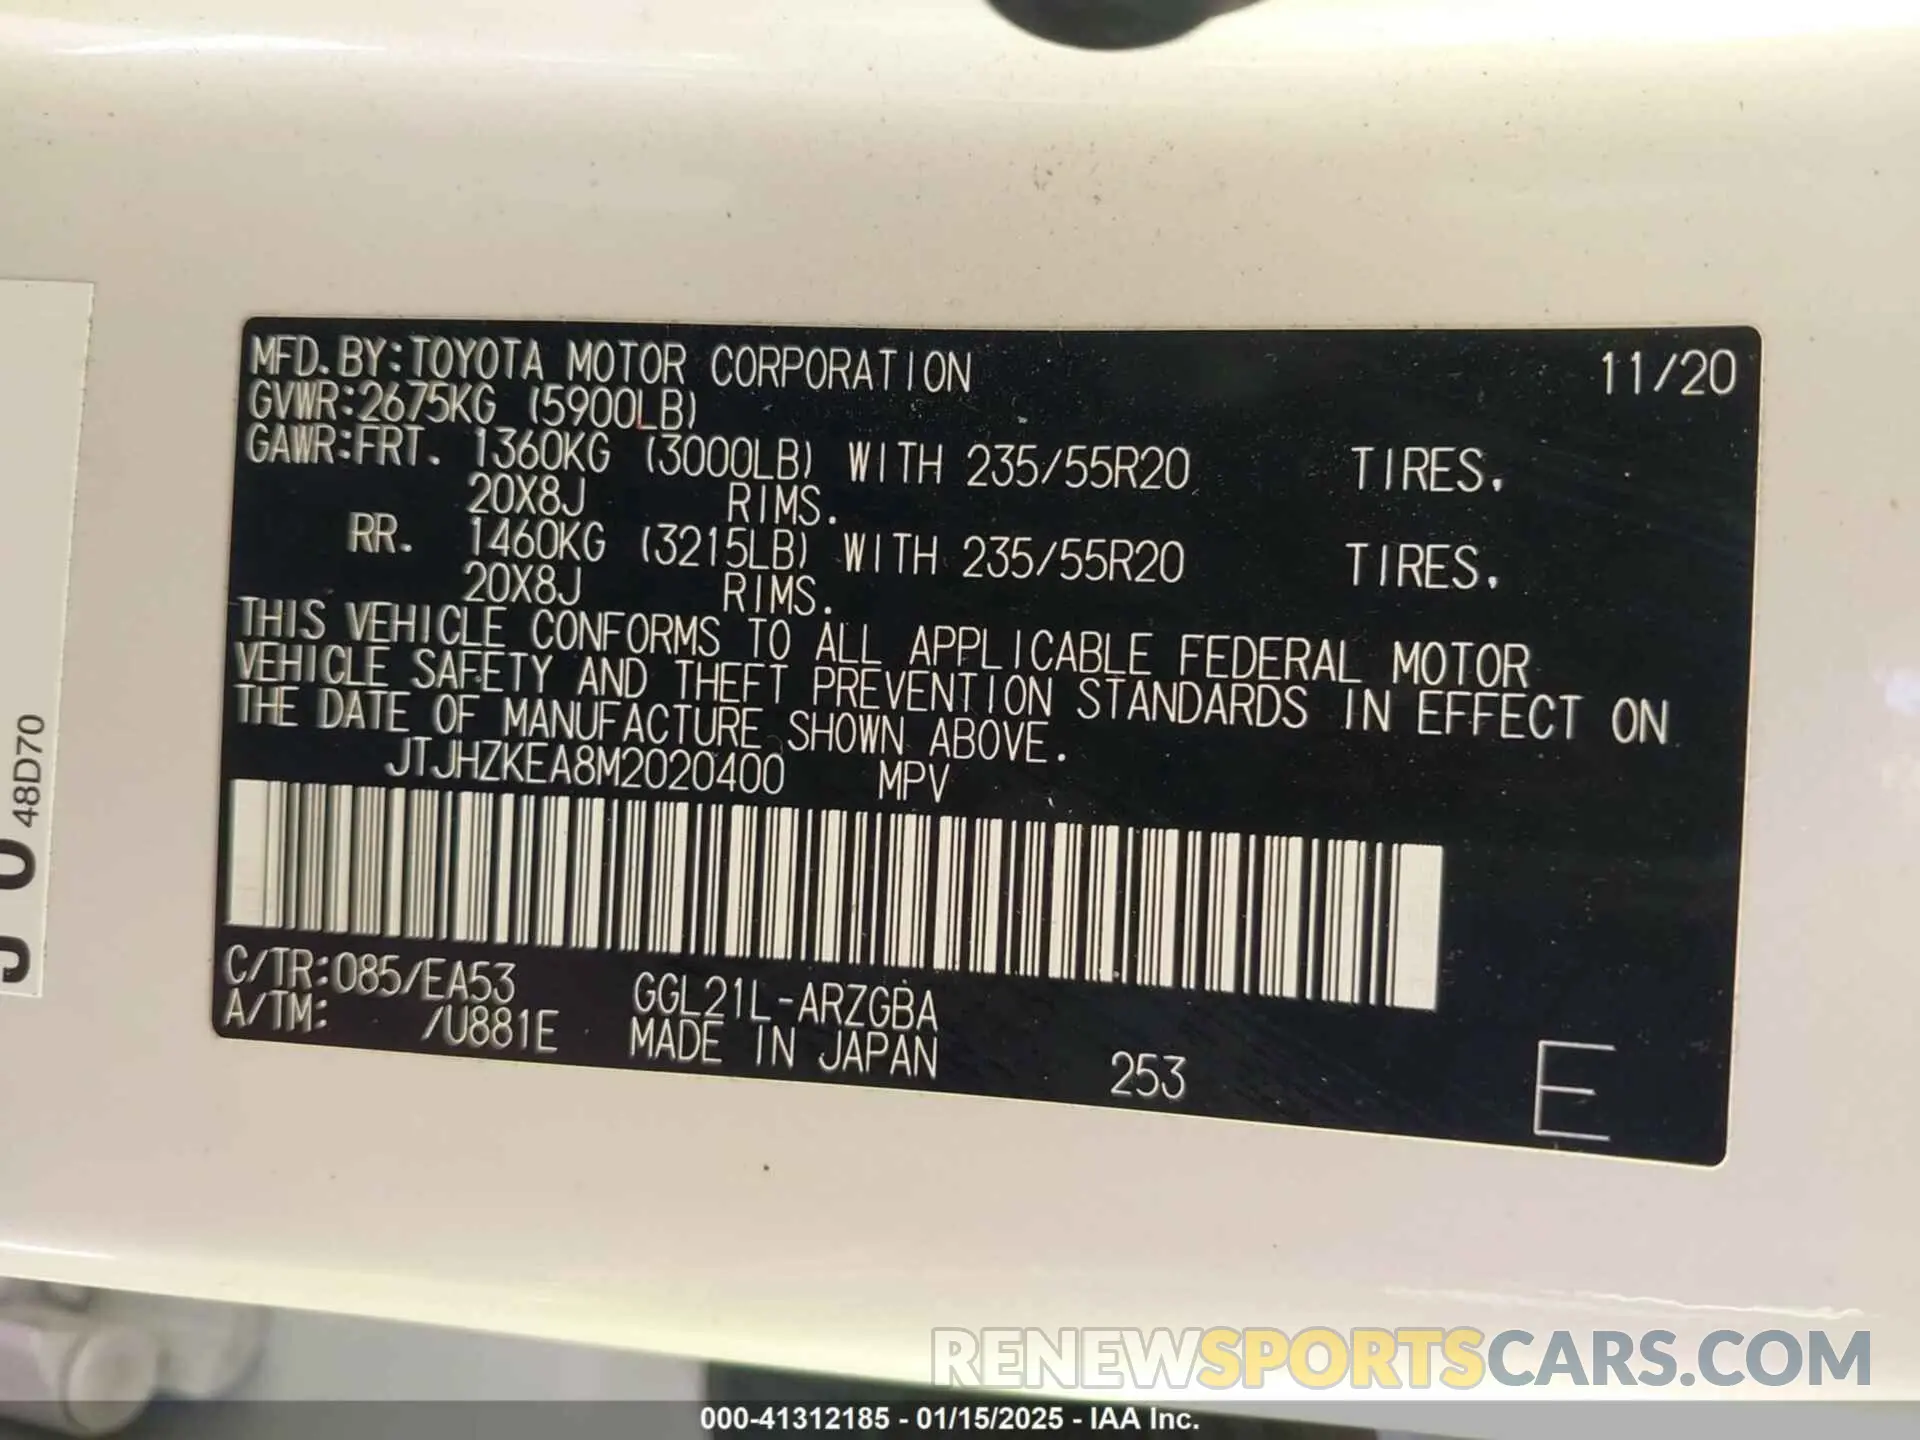 MFD.BY:TOYOTA MOTOR CORPORATION 11/20
GVWR:2675KG (5900LB)
GAWR:FRT. 1360KG (3000LB) WITH 235/55R20 TIRES,
20X8J RIMS.
RR. 1460KG (3215LB) WITH 235/55R20 TIRES,
20X8J RIMS.
THIS VEHICLE CONFORMS TO ALL APPLICABLE FEDERAL MOTOR
VEHICLE SAFETY AND THEFT PREVENTION STANDARDS IN EFFECT ON
THE DATE OF MANUFACTURE SHOWN ABOVE.
JTJHZKEA8M2020400 MPV
C/TR:085/EA53 GGL21L-ARZGBA
A/TM: /U881E MADE IN JAPAN 253 E
48D70
RENEWSPORTSCARS.COM
000-41312185 - 01/15/2025 - IAA Inc.